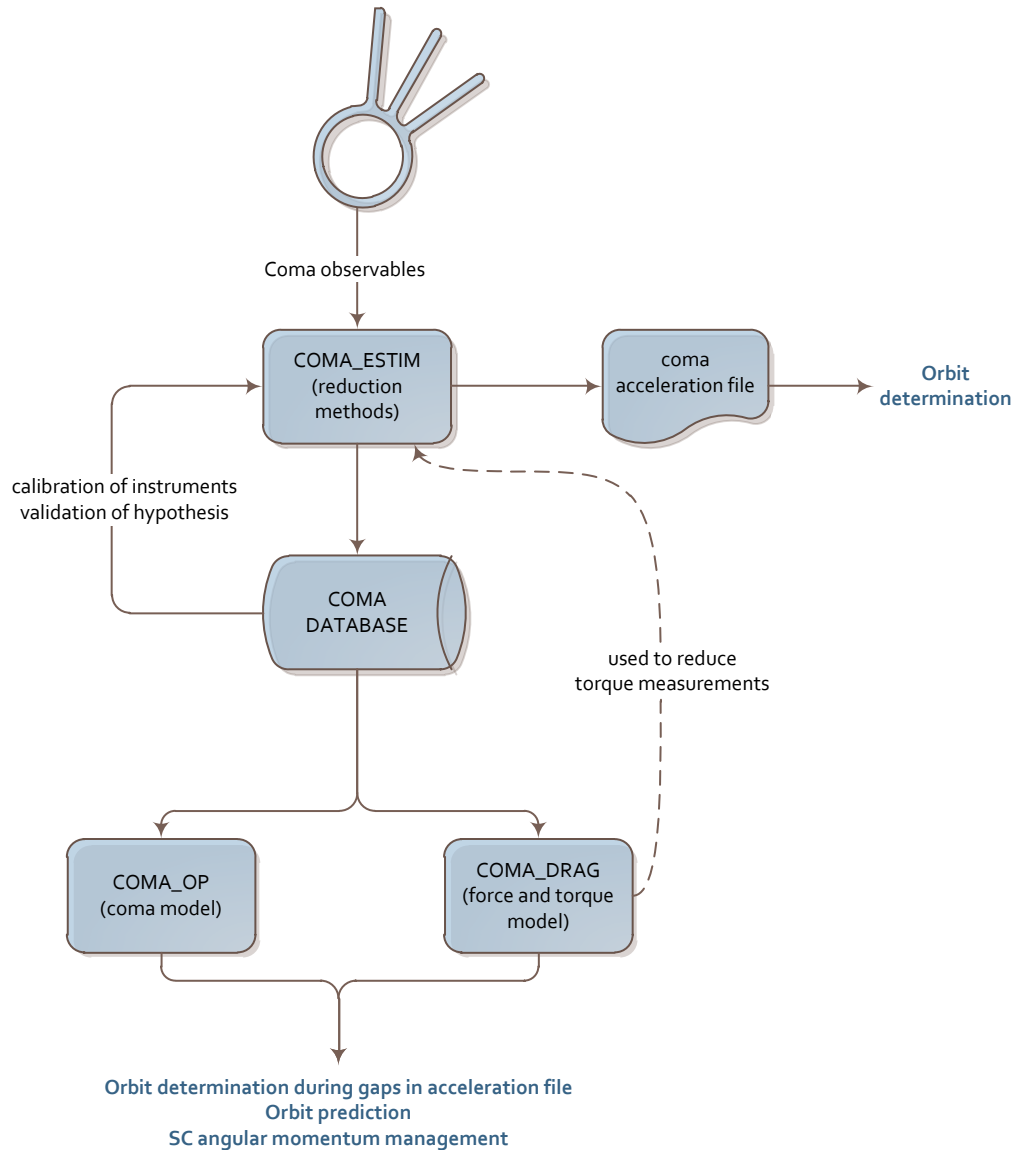 Coma observables
COMA_ESTIM
(reduction
methods)
coma
acceleration file
Orbit
determination
calibration of instruments
validation of hypothesis
COMA
DATABASE
used to reduce
torque measurements
COMA_OP
(coma model)
COMA_DRAG
(force and torque
model)
Orbit determination during gaps in acceleration file
Orbit prediction
SC angular momentum management